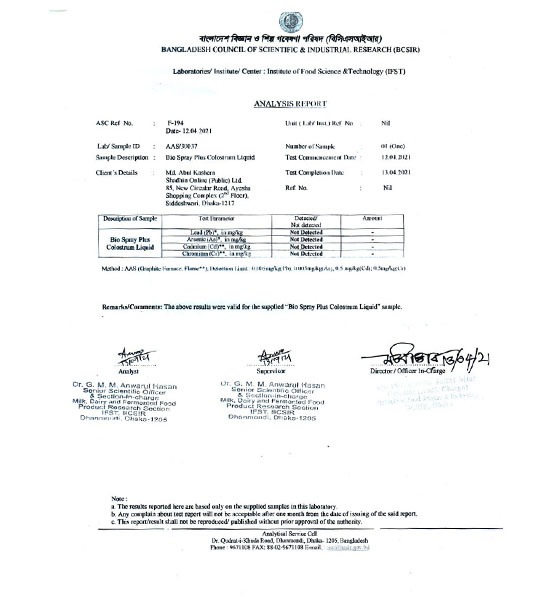 বাংলাদেশ বিজ্ঞান ও শিল্প গবেষণা পরিষদ (বিসিএসআইআর)
BANGLADESH COUNCIL OF SCIENTIFIC & INDUSTRIAL RESEARCH (BCSIR)
Laboratories/ Institute/ Center : Institute of Food Science &Technology (IFST)
ANALYSIS REPORT
ASC Ref. No. : F-194 Unit ( Lab/ Inst.) Ref. No : Nil
Date- 12.04.2021
Lab/ Sample ID : AAS/30037 Number of Sample : 01 (One)
Sample Description : Bio Spray Plus Colostrum Liquid Test Commencement Date : 12.04.2021
Client's Details : Md. Abul Kashem Test Completion Date : 13.04.2021
Shadhin Online (Public) Ltd.
85, New Circular Road, Ayesha Ref. No. : Nil
Shopping Complex (2nd Floor),
Siddeshwari, Dhaka-1217
Description of Sample Test Parameter Detected/ Not detected Amount
Bio Spray Plus Colostrum Liquid
Lead (Pb)*, in mg/kg Not Detected -
Arsenic (As)*, in mg/kg Not Detected -
Cadmium (Cd)**, in mg/kg Not Detected -
Chromium (Cr)**, in mg/kg Not Detected -
Method : AAS (Graphite Furnace, Flame**), Detection Limit : 0.005mg/kg(Pb), 0.005mg/kg(As), 0.5 mg/kg(Cd), 0.5mg/kg(Cr)
Remarks/Comments: The above results were valid for the supplied "Bio Spray Plus Colostrum Liquid" sample.
13/04/21
Analyst Supervisor Director / Officer In-Charge
Dr. G. M. M. Anwarul Hasan
Senior Scientific Officer
& Section-in-charge
Milk, Dairy and Fermented Food
Product Research Section
IFST, BCSIR
Dhanmondi, Dhaka-1205
Dr. G. M. M. Anwarul Hasan
Senior Scientific Officer
& Section-in-charge
Milk, Dairy and Fermented Food
Product Research Section
IFST, BCSIR
Dhanmondi, Dhaka-1205
Note :
a. The results reported here are based only on the supplied samples in this laboratory.
b. Any complain about test report will not be acceptable after one month from the date of issuing of the said report.
c. This report/result shall not be reproduced/ published without prior approval of the authority.
Analytical Service Cell
Dr. Qudrat-i-Khuda Road, Dhanmondi, Dhaka- 1205, Bangladesh
Phone : 9671108 FAX: 88-02-9671108 E-mail: